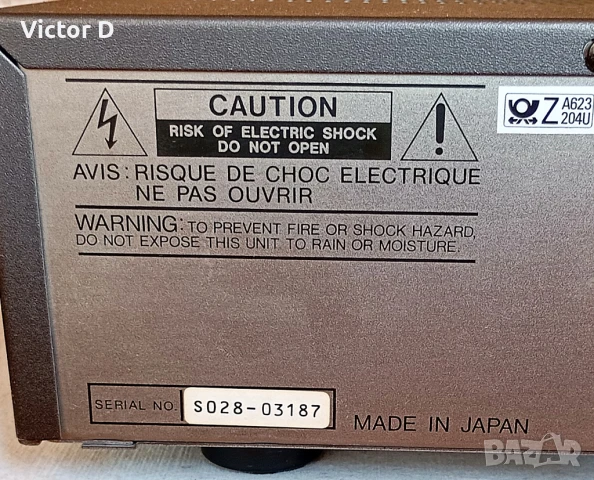 Victor D
CAUTION
RISK OF ELECTRIC SHOCK
DO NOT OPEN
AVIS : RISQUE DE CHOC ELECTRIQUE
NE PAS OUVRIR
WARNING: TO PREVENT FIRE OR SHOCK HAZARD,
DO NOT EXPOSE THIS UNIT TO RAIN OR MOISTURE.
Z A623
204U
SERIAL NO. S028-03187
MADE IN JAPAN
BAZAR